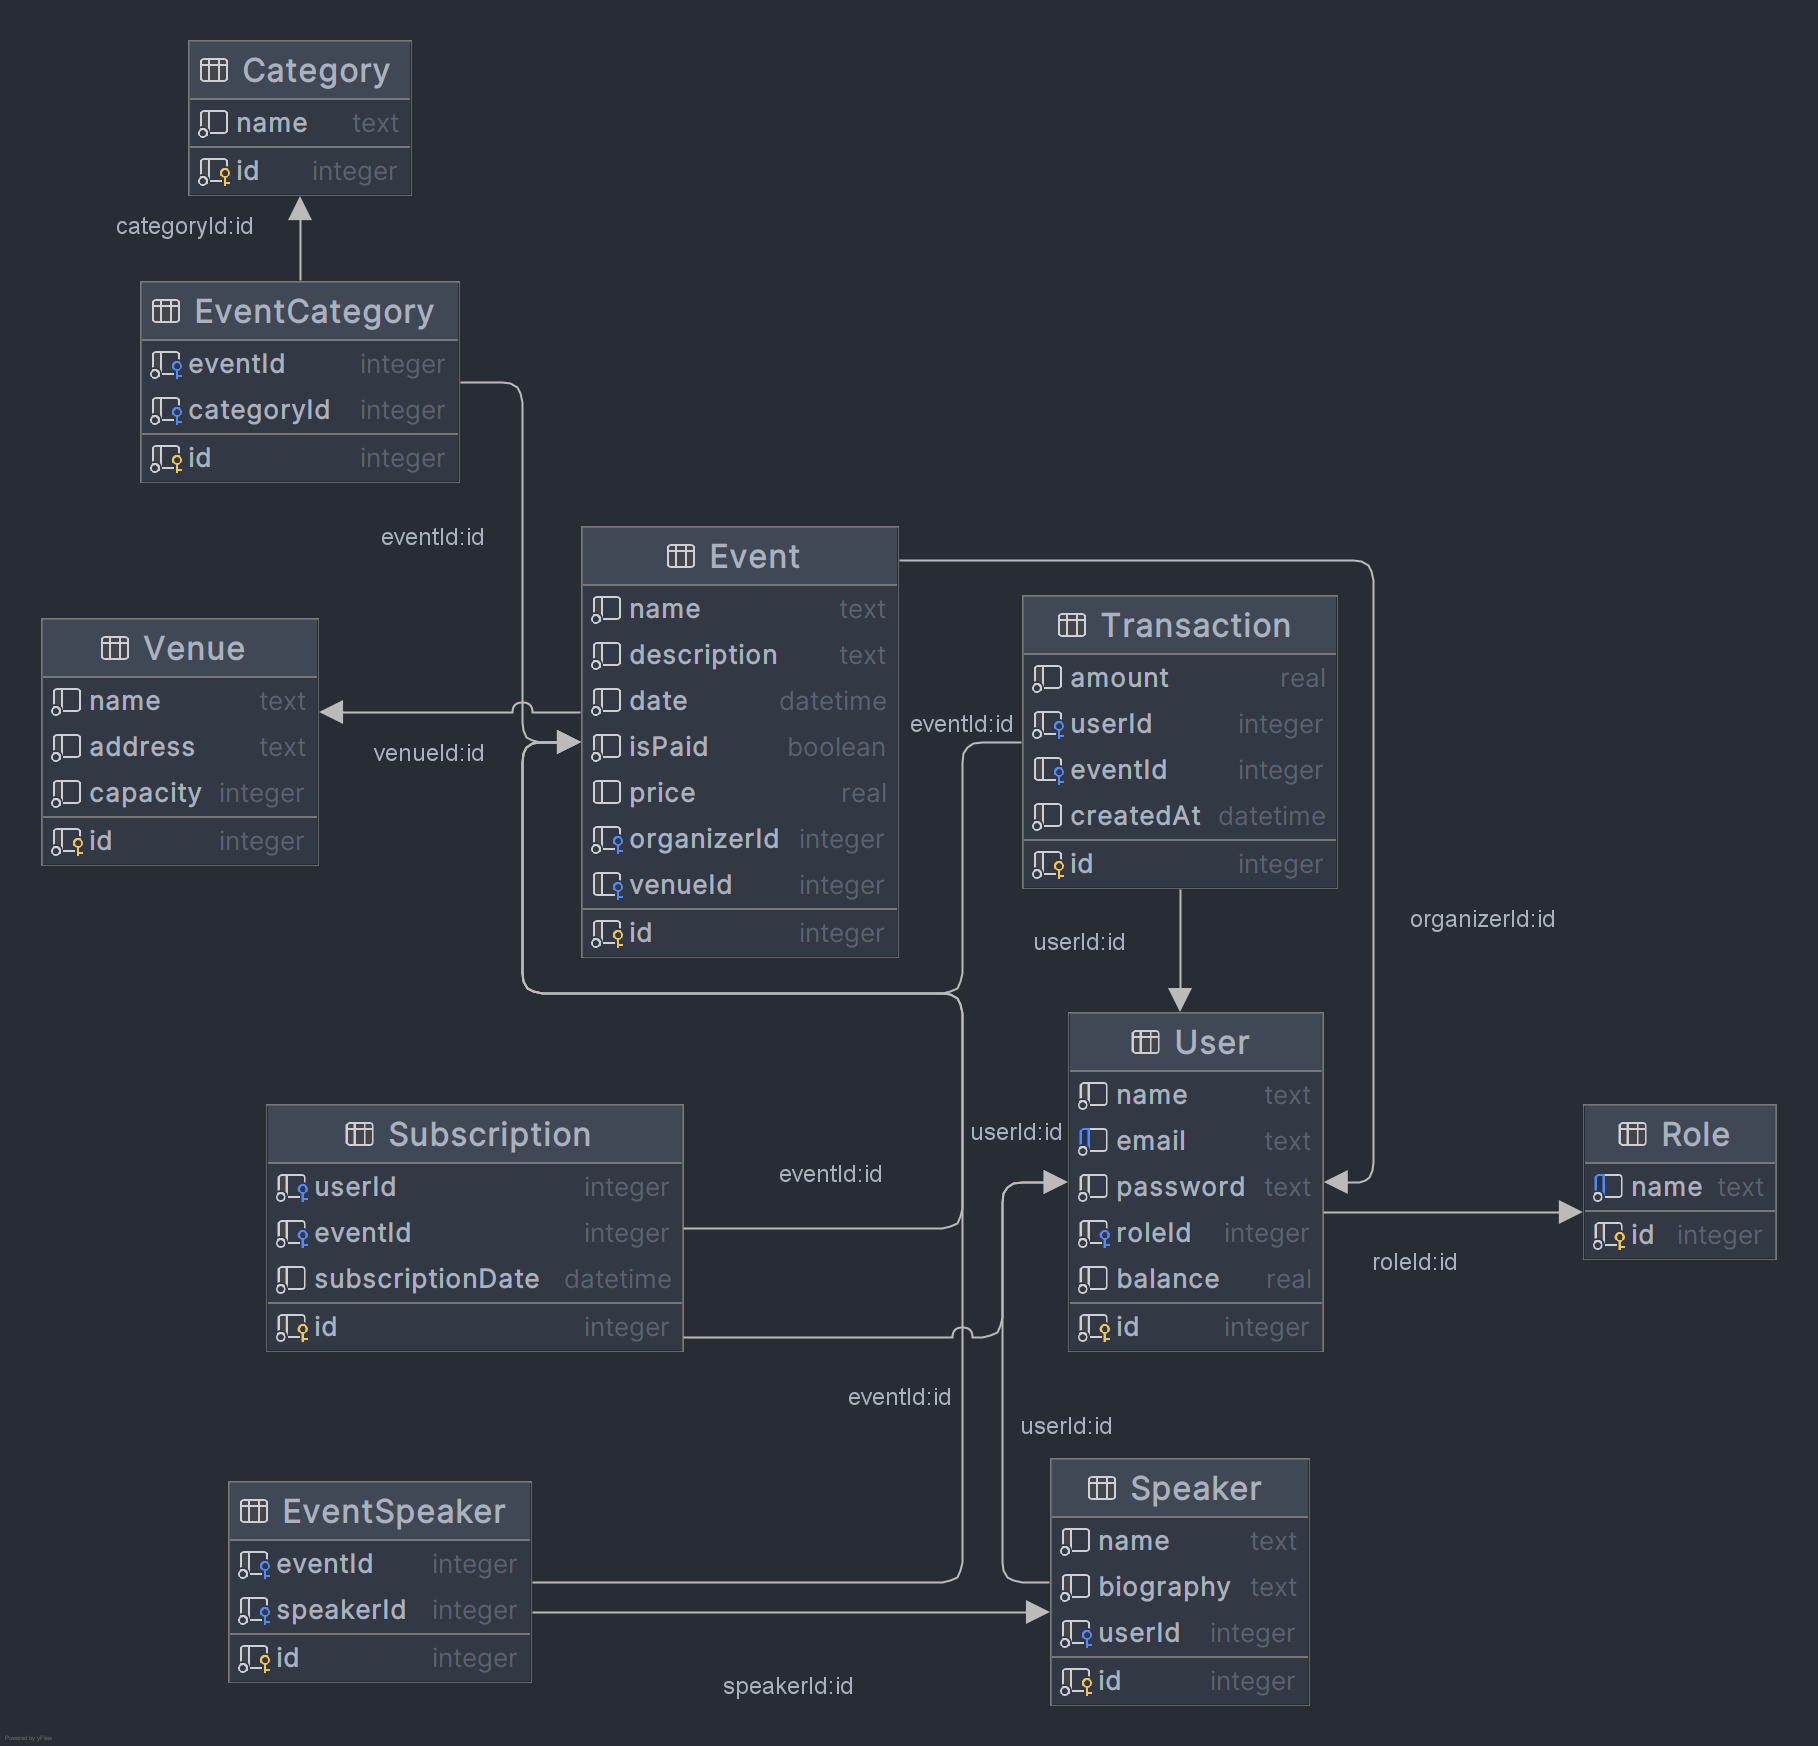 Category
name text
id integer
categoryId:id
EventCategory
eventId integer
categoryId integer
id integer
eventId:id
Event
name text
description text
date datetime
isPaid boolean
price real
organizerId integer
venueId integer
id integer
Venue
name text
address text
capacity integer
id integer
venueId:id
Transaction
amount real
userId integer
eventId integer
createdAt datetime
id integer
eventId:id
organizerId:id
userId:id
User
name text
email text
password text
roleId integer
balance real
id integer
Role
name text
id integer
roleId:id
Subscription
userId integer
eventId integer
subscriptionDate datetime
id integer
eventId:id
userId:id
eventId:id
userId:id
EventSpeaker
eventId integer
speakerId integer
id integer
Speaker
name text
biography text
userId integer
id integer
speakerId:id
Powered by yFiles